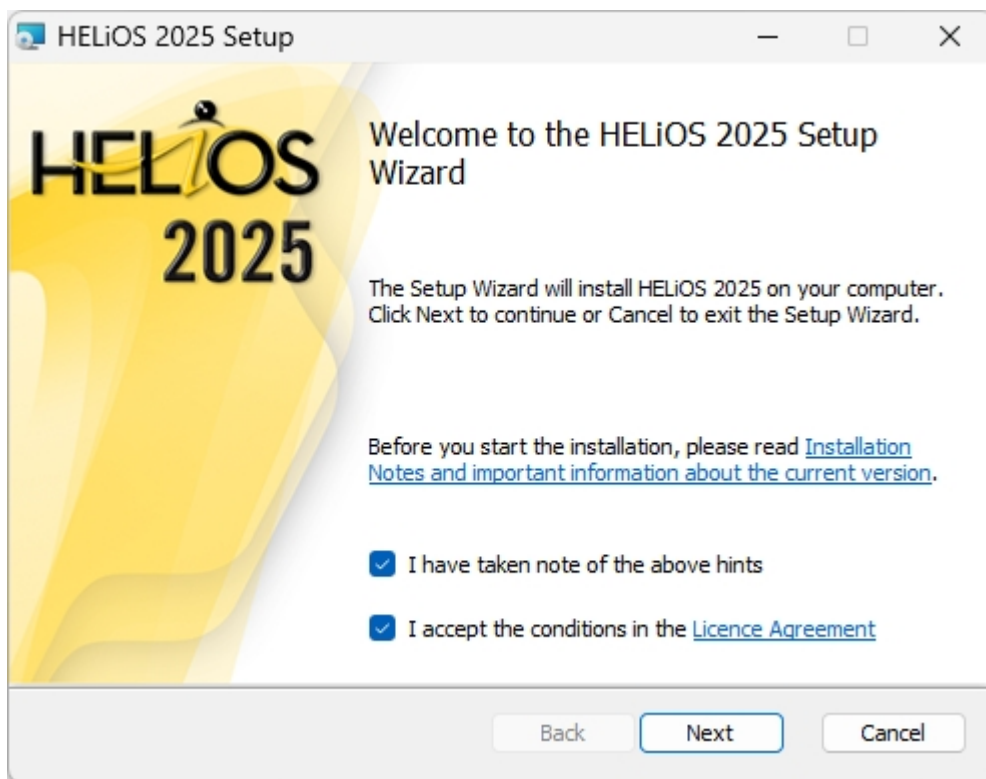 HELiOS 2025 Setup
HELiOS
2025
Welcome to the HELiOS 2025 Setup
Wizard
The Setup Wizard will install HELiOS 2025 on your computer.
Click Next to continue or Cancel to exit the Setup Wizard.
Before you start the installation, please read Installation
Notes and important information about the current version.
I have taken note of the above hints
I accept the conditions in the Licence Agreement
Back Next Cancel